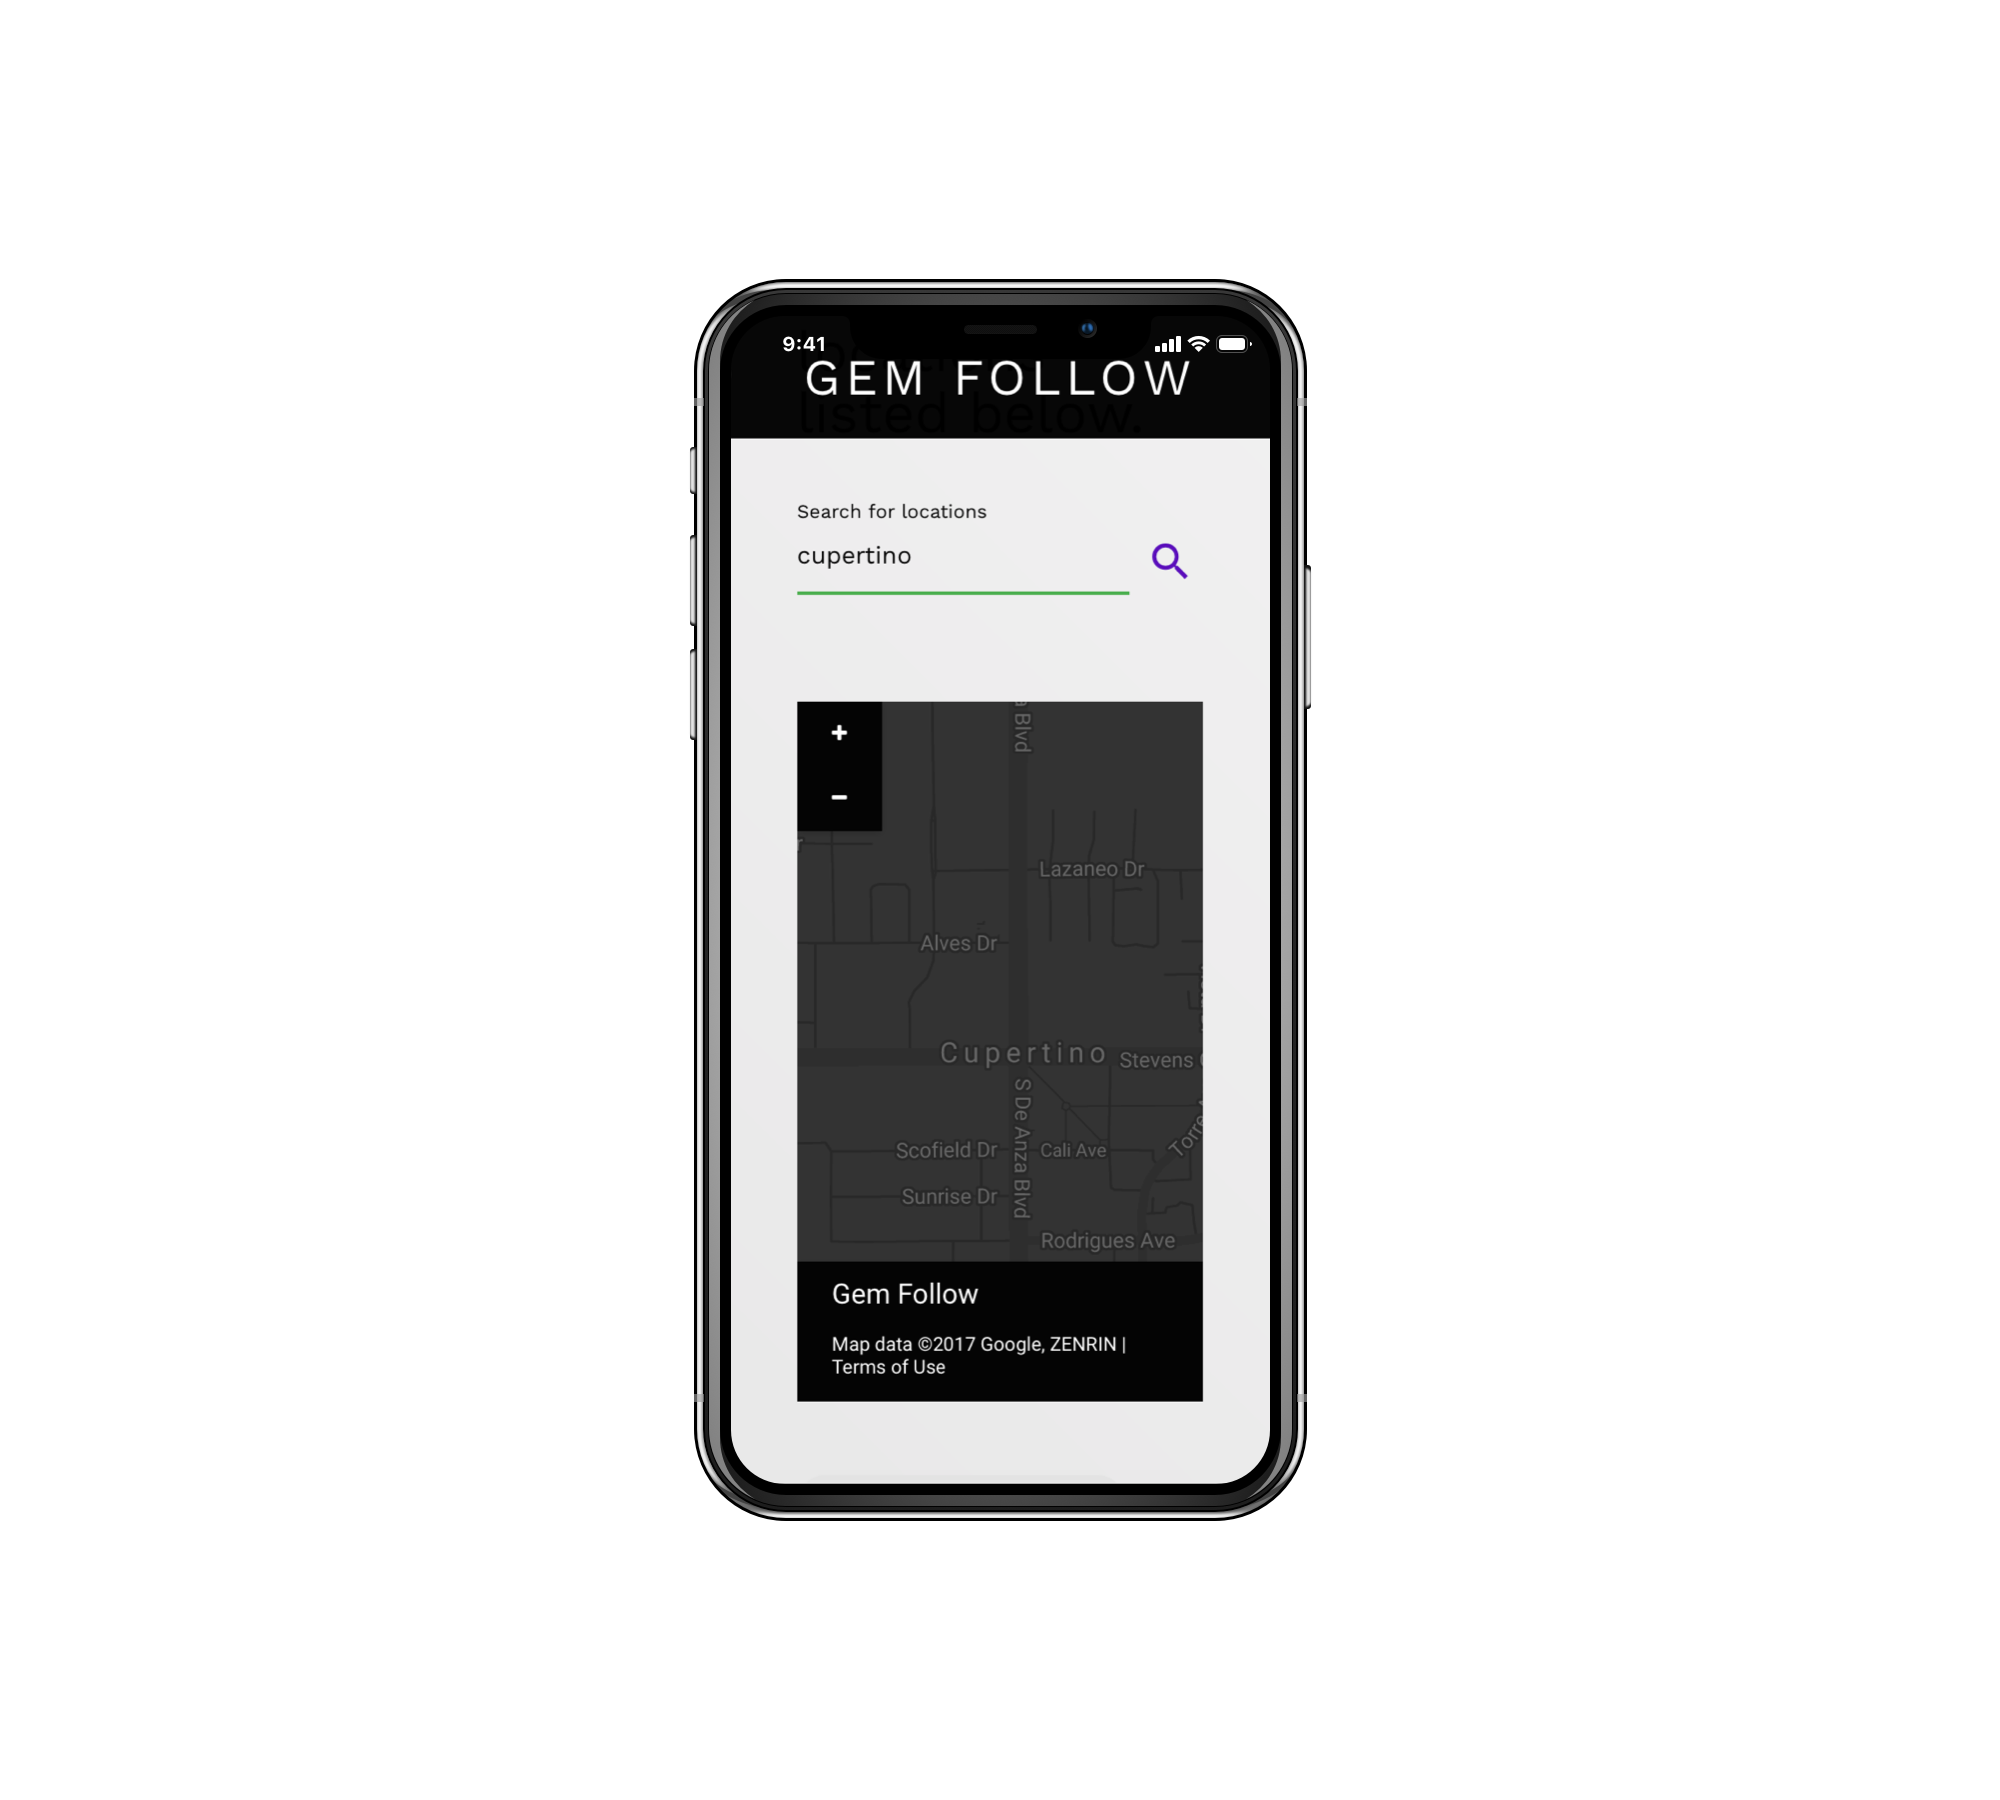 9:41
GEM FOLLOW
listed below.
Search for locations
cupertino
+
−
Blvd
Lazaneo Dr
Alves Dr
Cupertino
Stevens
S De Anza Blvd
Scofield Dr
Cali Ave
Sunrise Dr
Rodrigues Ave
Gem Follow
Map data ©2017 Google, ZENRIN |
Terms of Use